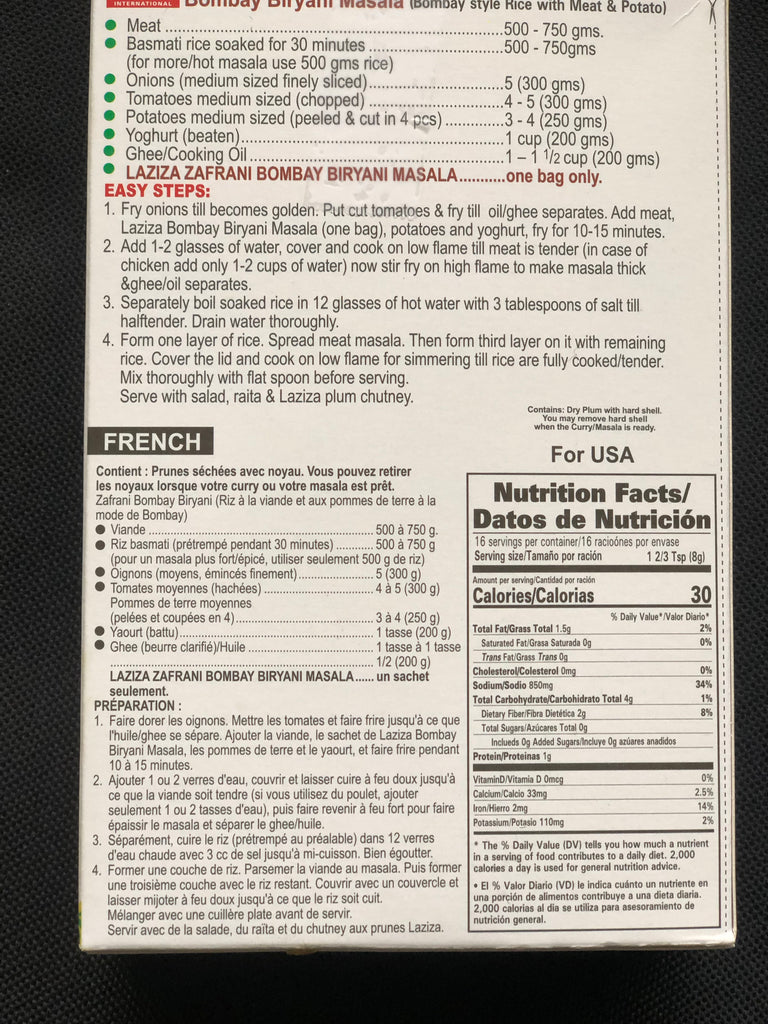 INTERNATIONAL Bombay Biryani Masala (Bombay style Rice with Meat & Potato)
Meat ........ 500 - 750 gms.
Basmati rice soaked for 30 minutes ........ 500 - 750gms
(for more/hot masala use 500 gms rice)
Onions (medium sized finely sliced) ........ 5 (300 gms)
Tomatoes medium sized (chopped) ........ 4 - 5 (300 gms)
Potatoes medium sized (peeled & cut in 4 pcs) ........ 3 - 4 (250 gms)
Yoghurt (beaten) ........ 1 cup (200 gms)
Ghee/Cooking Oil ........ 1 – 1 1/2 cup (200 gms)
LAZIZA ZAFRANI BOMBAY BIRYANI MASALA ........ one bag only.
EASY STEPS:
1. Fry onions till becomes golden. Put cut tomatoes & fry till oil/ghee separates. Add meat,
Laziza Bombay Biryani Masala (one bag), potatoes and yoghurt, fry for 10-15 minutes.
2. Add 1-2 glasses of water, cover and cook on low flame till meat is tender (in case of
chicken add only 1-2 cups of water) now stir fry on high flame to make masala thick
&ghee/oil separates.
3. Separately boil soaked rice in 12 glasses of hot water with 3 tablespoons of salt till
halftender. Drain water thoroughly.
4. Form one layer of rice. Spread meat masala. Then form third layer on it with remaining
rice. Cover the lid and cook on low flame for simmering till rice are fully cooked/tender.
Mix thoroughly with flat spoon before serving.
Serve with salad, raita & Laziza plum chutney.
Contains: Dry Plum with hard shell.
You may remove hard shell
when the Curry/Masala is ready.
FRENCH
Contient : Prunes séchées avec noyau. Vous pouvez retirer
les noyaux lorsque votre curry ou votre masala est prêt.
Zafrani Bombay Biryani (Riz à la viande et aux pommes de terre à la
mode de Bombay)
Viande ........ 500 à 750 g.
Riz basmati (prétrempé pendant 30 minutes) ........ 500 à 750 g
(pour un masala plus fort/épicé, utiliser seulement 500 g de riz)
Oignons (moyens, émincés finement) ........ 5 (300 g)
Tomates moyennes (hachées) ........ 4 à 5 (300 g)
Pommes de terre moyennes
(pelées et coupées en 4) ........ 3 à 4 (250 g)
Yaourt (battu) ........ 1 tasse (200 g)
Ghee (beurre clarifié)/Huile ........ 1 tasse à 1 tasse
........ 1/2 (200 g)
LAZIZA ZAFRANI BOMBAY BIRYANI MASALA ...... un sachet
seulement.
PRÉPARATION :
1. Faire dorer les oignons. Mettre les tomates et faire frire jusqu'à ce que
l'huile/ghee se sépare. Ajouter la viande, le sachet de Laziza Bombay
Biryani Masala, les pommes de terre et le yaourt, et faire frire pendant
10 à 15 minutes.
2. Ajouter 1 ou 2 verres d'eau, couvrir et laisser cuire à feu doux jusqu'à
ce que la viande soit tendre (si vous utilisez du poulet, ajouter
seulement 1 ou 2 tasses d'eau), puis faire revenir à feu fort pour faire
épaissir le masala et séparer le ghee/huile.
3. Séparément, cuire le riz (prétrempé au préalable) dans 12 verres
d'eau chaude avec 3 cc de sel jusqu'à mi-cuisson. Bien égoutter.
4. Former une couche de riz. Parsemer la viande au masala. Puis former
une troisième couche avec le riz restant. Couvrir avec un couvercle et
laisser mijoter à feu doux jusqu'à ce que le riz soit cuit.
Mélanger avec une cuillère plate avant de servir.
Servir avec de la salade, du raïta et du chutney aux prunes Laziza.
For USA
Nutrition Facts/
Datos de Nutrición
16 servings per container/16 racioónes por envase
Serving size/Tamaño por ración 1 2/3 Tsp (8g)
Amount per serving/Cantidad por ración
Calories/Calorias 30
% Daily Value*/Valor Diario*
Total Fat/Grass Total 1.5g 2%
Saturated Fat/Grasa Saturada 0g 0%
Trans Fat/Grass Trans 0g
Cholesterol/Colesterol 0mg 0%
Sodium/Sodio 850mg 34%
Total Carbohydrate/Carbohidrato Total 4g 1%
Dietary Fiber/Fibra Dietética 2g 8%
Total Sugars/Azúcares Total 0g
Inclueds 0g Added Sugars/Incluye 0g azúares anadidos
Protein/Proteinas 1g
VitaminD/Vitamia D 0mcg 0%
Calcium/Calcio 33mg 2.5%
Iron/Hierro 2mg 14%
Potassium/Potasio 110mg 2%
* The % Daily Value (DV) tells you how much a nutrient
in a serving of food contributes to a daily diet. 2,000
calories a day is used for general nutrition advice.
• El % Valor Diario (VD) le indica cuánto un nutriente en
una porción de alimentos contribuye a una dieta diaria.
2,000 calorias al dia se utiliza para asesoramiento de
nutrición general.